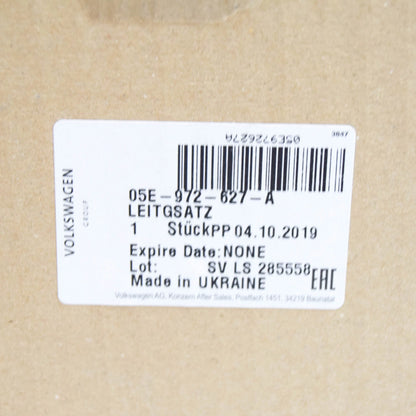 3847
05E972627A
VOLKSWAGEN
GROUP
05E-972-627-A
LEITGSATZ
1 StückPP 04.10.2019
Expire Date:NONE
Lot: SV LS 285558
Made in UKRAINE
EAC
Volkswagen AG, Konzern After Sales, Postfach 1451, 34219 Baunatal